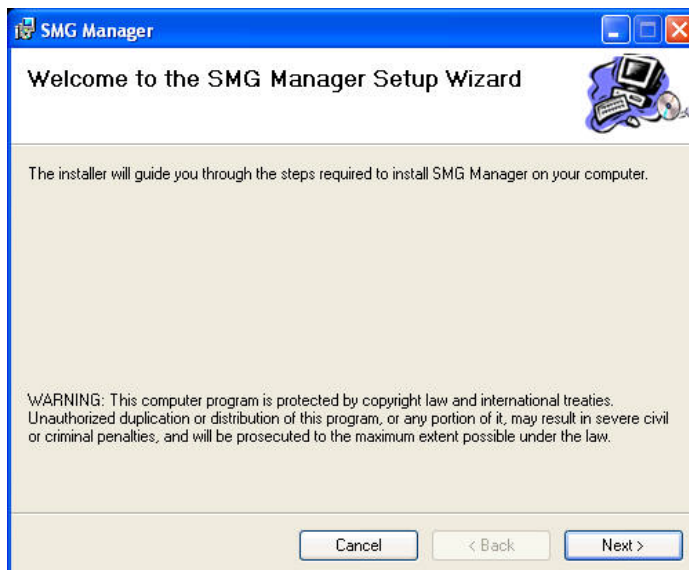 SMG Manager
Welcome to the SMG Manager Setup Wizard
The installer will guide you through the steps required to install SMG Manager on your computer.
WARNING: This computer program is protected by copyright law and international treaties.
Unauthorized duplication or distribution of this program, or any portion of it, may result in severe civil
or criminal penalties, and will be prosecuted to the maximum extent possible under the law.
Cancel
< Back
Next >